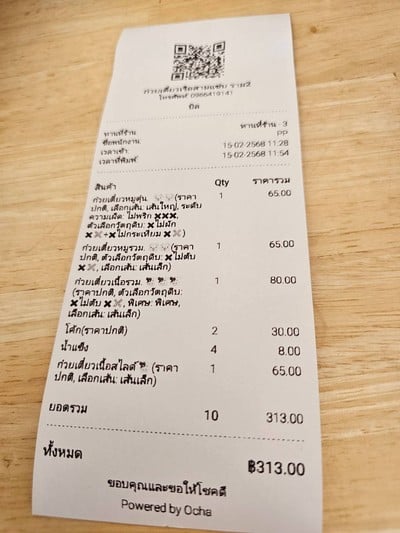 ก๋วยเตี๋ยวเรือสามแซ่บ ราม2
โทรศัพท์: 0966419141
บิล
ทานที่ร้าน ทานที่ร้าน - 3
ชื่อพนักงาน: pp
เวลาเข้า: 15-02-2568 11:28
เวลาที่พิมพ์: 15-02-2568 11:54
สินค้า Qty ราคารวม
ก๋วยเตี๋ยวหมูตุ๋น 🐷🐷(ราคา 1 65.00
ปกติ, เลือกเส้น: เส้นใหญ่, ระดับ
ความเผ็ด: ไม่พริก ❌❌❌,
ตัวเลือกวัตถุดิบ: ❌ไม่ผัก
❌❌+❌ไม่กระเทียม ❌)
ก๋วยเตี๋ยวหมูรวม 🐷🐷(ราคา 1 65.00
ปกติ, ตัวเลือกวัตถุดิบ: ❌ไม่ตับ
❌❌, เลือกเส้น: เส้นเล็ก)
ก๋วยเตี๋ยวเนื้อรวม 🐮🐮🐮 1 80.00
(ราคาปกติ, ตัวเลือกวัตถุดิบ:
❌ไม่ตับ ❌❌, พิเศษ: พิเศษ,
เลือกเส้น: เส้นเล็ก)
โค้ก(ราคาปกติ) 2 30.00
น้ำแข็ง 4 8.00
ก๋วยเตี๋ยวเนื้อสไลด์🐮 (ราคา 1 65.00
ปกติ, เลือกเส้น: เส้นเล็ก)
ยอดรวม 10 313.00
ทั้งหมด ฿313.00
ขอบคุณและขอให้โชคดี
Powered by Ocha